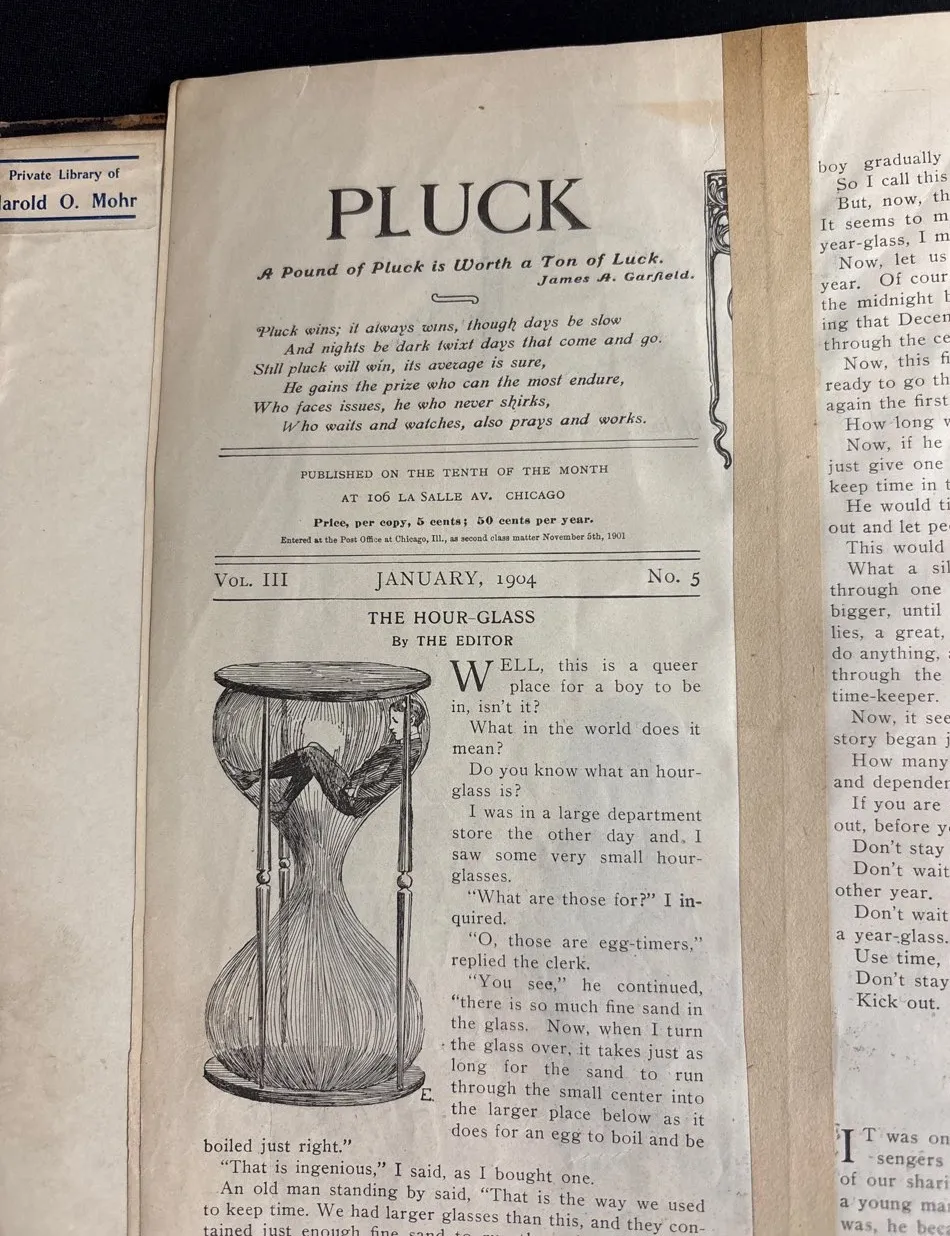 Private Library of
Harold O. Mohr
PLUCK
A Pound of Pluck is Worth a Ton of Luck.
James A. Garfield.
Pluck wins; it always wins, though days be slow
And nights be dark twixt days that come and go.
Still pluck will win, its average is sure,
He gains the prize who can the most endure,
Who faces issues, he who never shirks,
Who waits and watches, also prays and works.
PUBLISHED ON THE TENTH OF THE MONTH
AT 106 LA SALLE AV. CHICAGO
Price, per copy, 5 cents; 50 cents per year.
Entered at the Post Office at Chicago, Ill., as second class matter November 5th, 1901
VOL. III JANUARY, 1904 No. 5
THE HOUR-GLASS
By THE EDITOR
WELL, this is a queer
place for a boy to be
in, isn't it?
What in the world does it
mean?
Do you know what an hour-
glass is?
I was in a large department
store the other day and I
saw some very small hour-
glasses.
"What are those for?" I in-
quired.
"O, those are egg-timers,"
replied the clerk.
"You see," he continued,
"there is so much fine sand in
the glass. Now, when I turn
the glass over, it takes just as
long for the sand to run
through the small center into
the larger place below as it
does for an egg to boil and be
E.
boiled just right."
"That is ingenious," I said, as I bought one.
An old man standing by said, "That is the way we used
to keep time. We had larger glasses than this, and they con-
tained just enough fine sand to
boy gradually
So I call this
But, now,
It seems to
year-glass, I
Now, let us
year. Of
the midnight
ing that
through the
Now, this
ready to go
again the first
How long
Now, if he
just give one
keep time in
He would
out and let
This would
What a
through one
bigger, until
lies, a great,
do anything,
through the
time-keeper.
Now, it
story began
How many
and
If you are
out, before
Don't stay
Don't wait
other year.
Don't wait
a year-glass.
Use time,
Don't stay
Kick out.
IT was
sengers
of our
a young
was, he